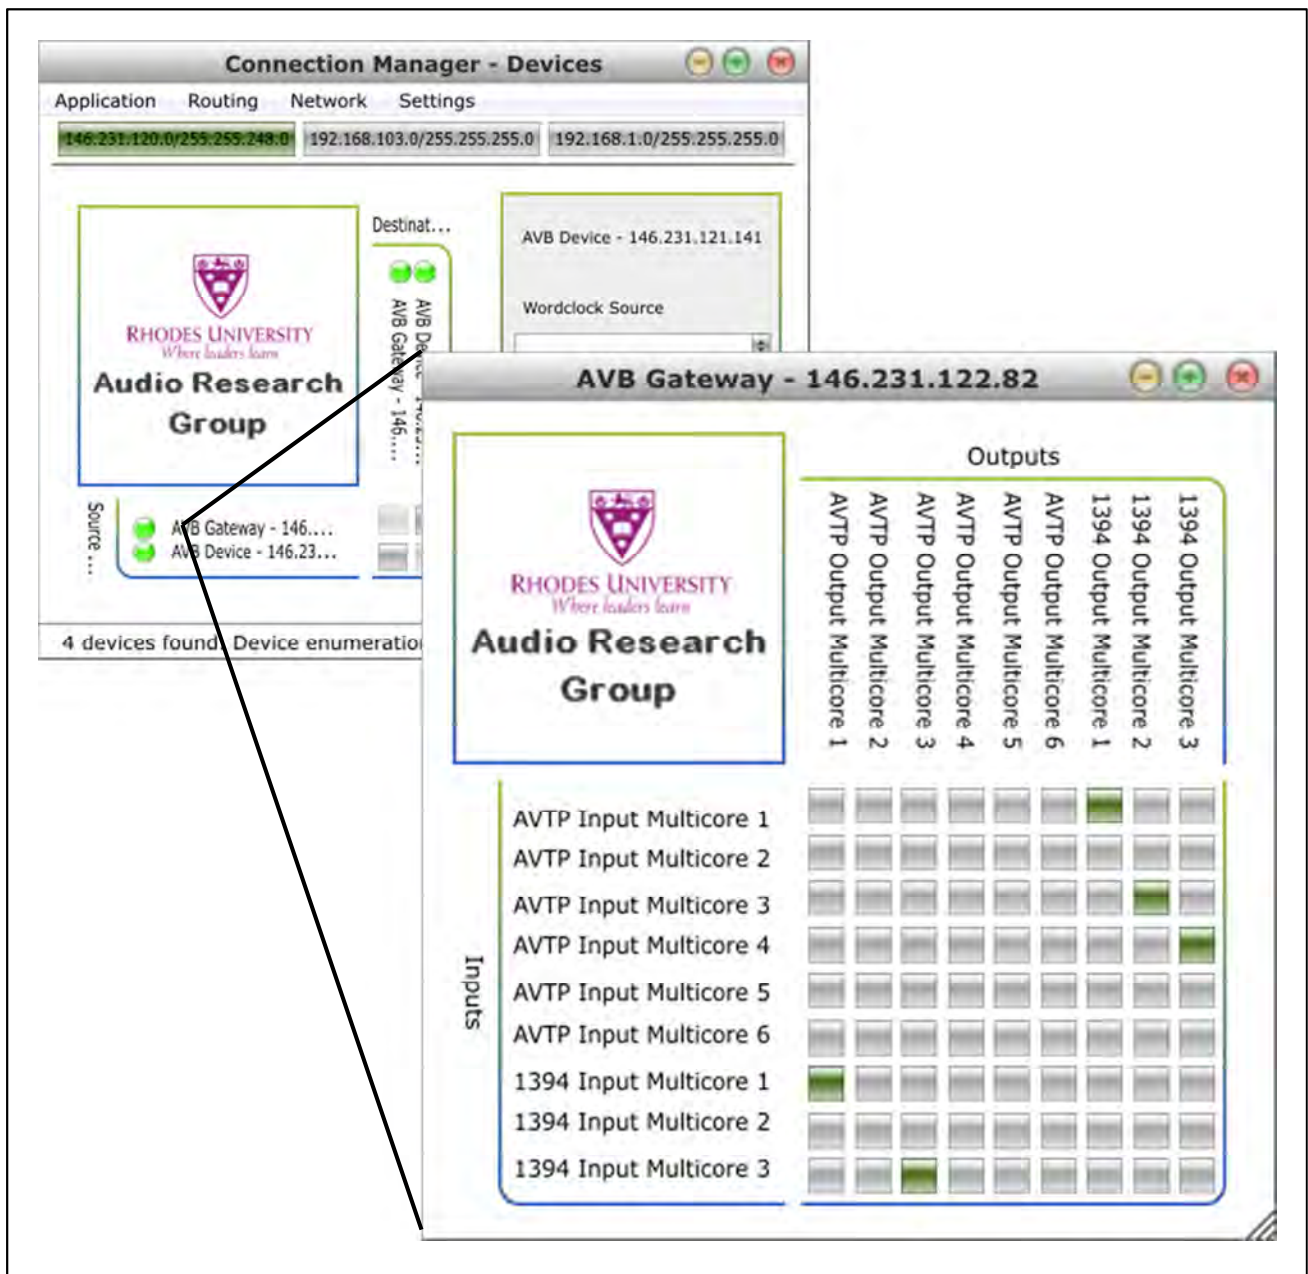 Connection Manager - Devices
Application Routing Network Settings
146.231.120.0/255.255.248.0 192.168.103.0/255.255.255.0 192.168.1.0/255.255.255.0
RHODES UNIVERSITY
Where leaders learn
Audio Research
Group
Destinat...
AVB Gateway - 146....
AVB Device - 146.23...
AVB Device - 146.231.121.141
Wordclock Source
Source ...
AVB Gateway - 146....
AVB Device - 146.23...
4 devices found. Device enumeratio
AVB Gateway - 146.231.122.82
RHODES UNIVERSITY
Where leaders learn
Audio Research
Group
Outputs
AVTP Output Multicore 1
AVTP Output Multicore 2
AVTP Output Multicore 3
AVTP Output Multicore 4
AVTP Output Multicore 5
AVTP Output Multicore 6
1394 Output Multicore 1
1394 Output Multicore 2
1394 Output Multicore 3
Inputs
AVTP Input Multicore 1
AVTP Input Multicore 2
AVTP Input Multicore 3
AVTP Input Multicore 4
AVTP Input Multicore 5
AVTP Input Multicore 6
1394 Input Multicore 1
1394 Input Multicore 2
1394 Input Multicore 3